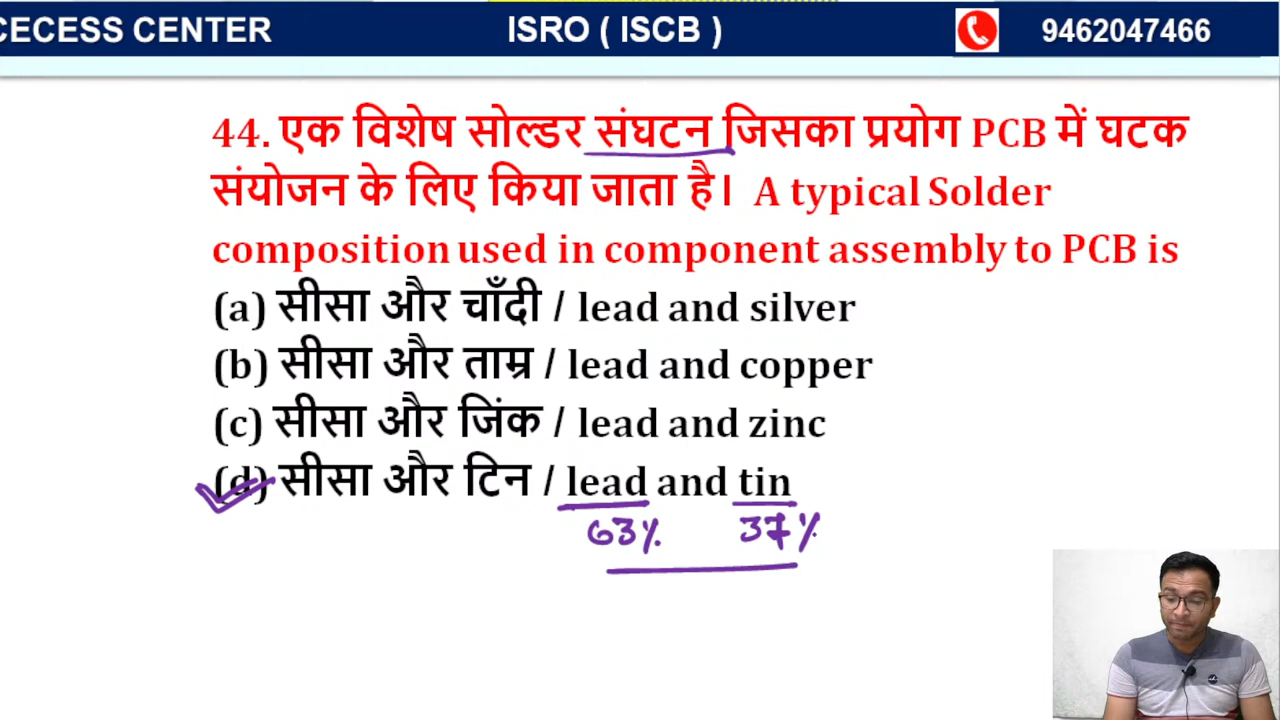 CECESS CENTER ISRO ( ISCB ) 9462047466
44. एक विशेष सोल्डर संघटन जिसका प्रयोग PCB में घटक
संयोजन के लिए किया जाता है। A typical Solder
composition used in component assembly to PCB is
(a) सीसा और चाँदी / lead and silver
(b) सीसा और ताम्र / lead and copper
(c) सीसा और जिंक / lead and zinc
(d) सीसा और टिन / lead and tin
63% 37%